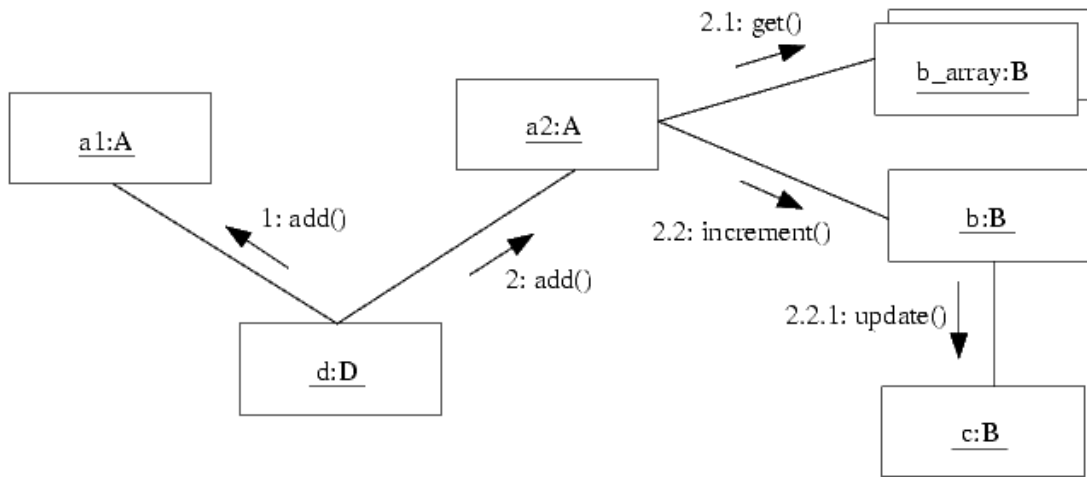 2.1: get()
b_array:B
a1:A
a2:A
1: add()
2: add()
2.2: increment()
b:B
2.2.1: update()
d:D
c:B